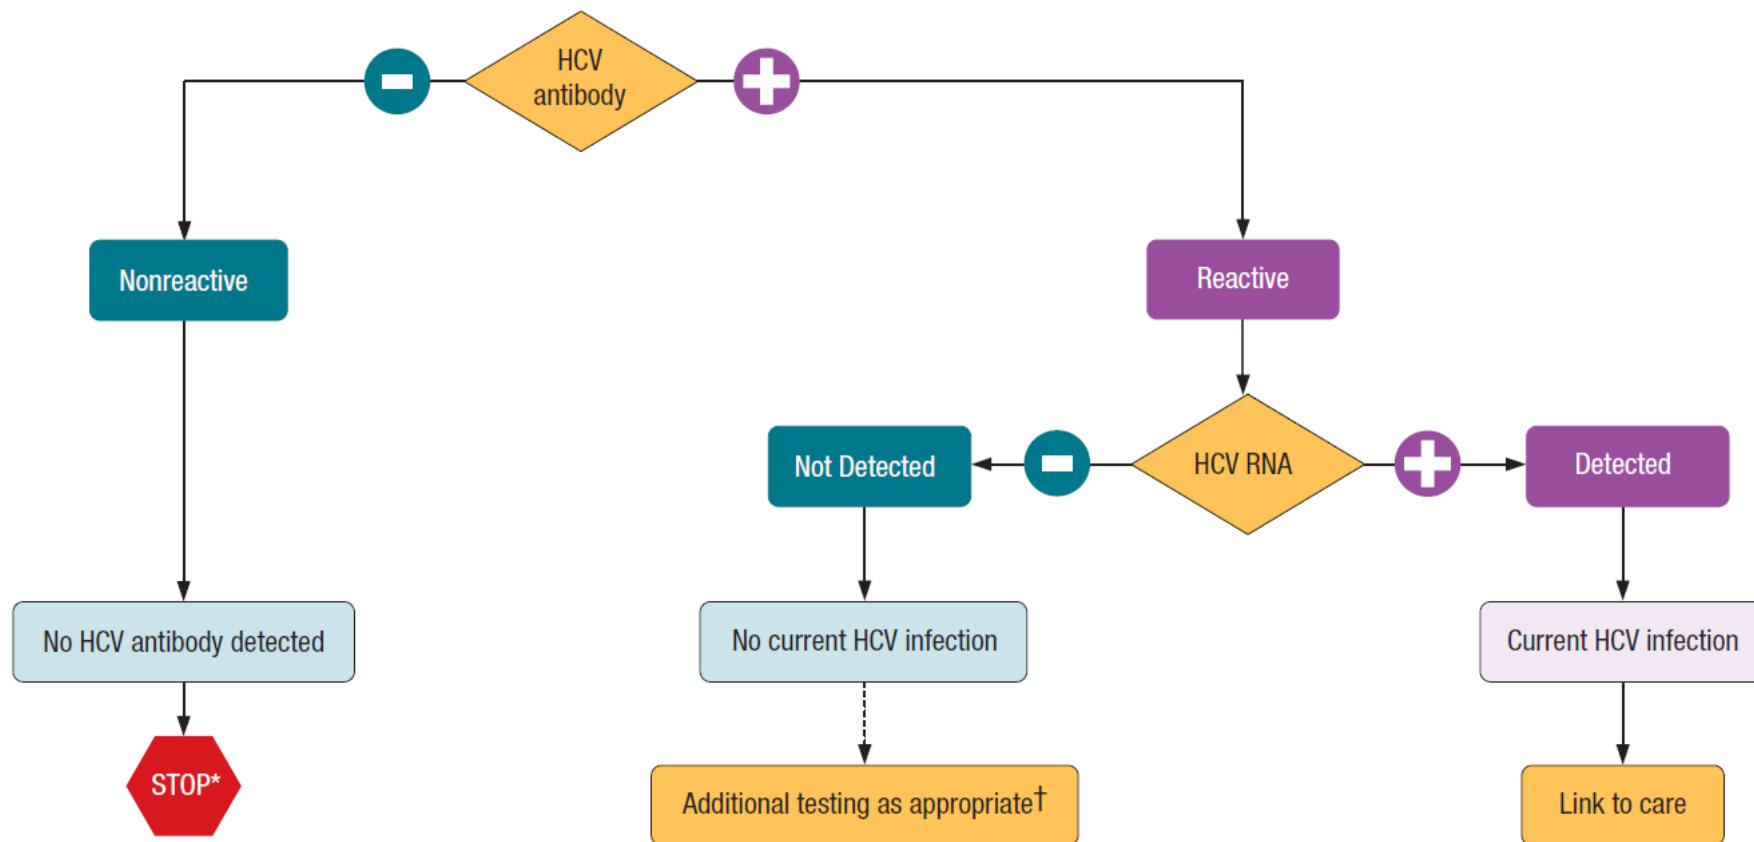 HCV
antibody
Nonreactive
Reactive
Not Detected
HCV RNA
Detected
No HCV antibody detected
No current HCV infection
Current HCV infection
STOP*
Additional testing as appropriate†
Link to care